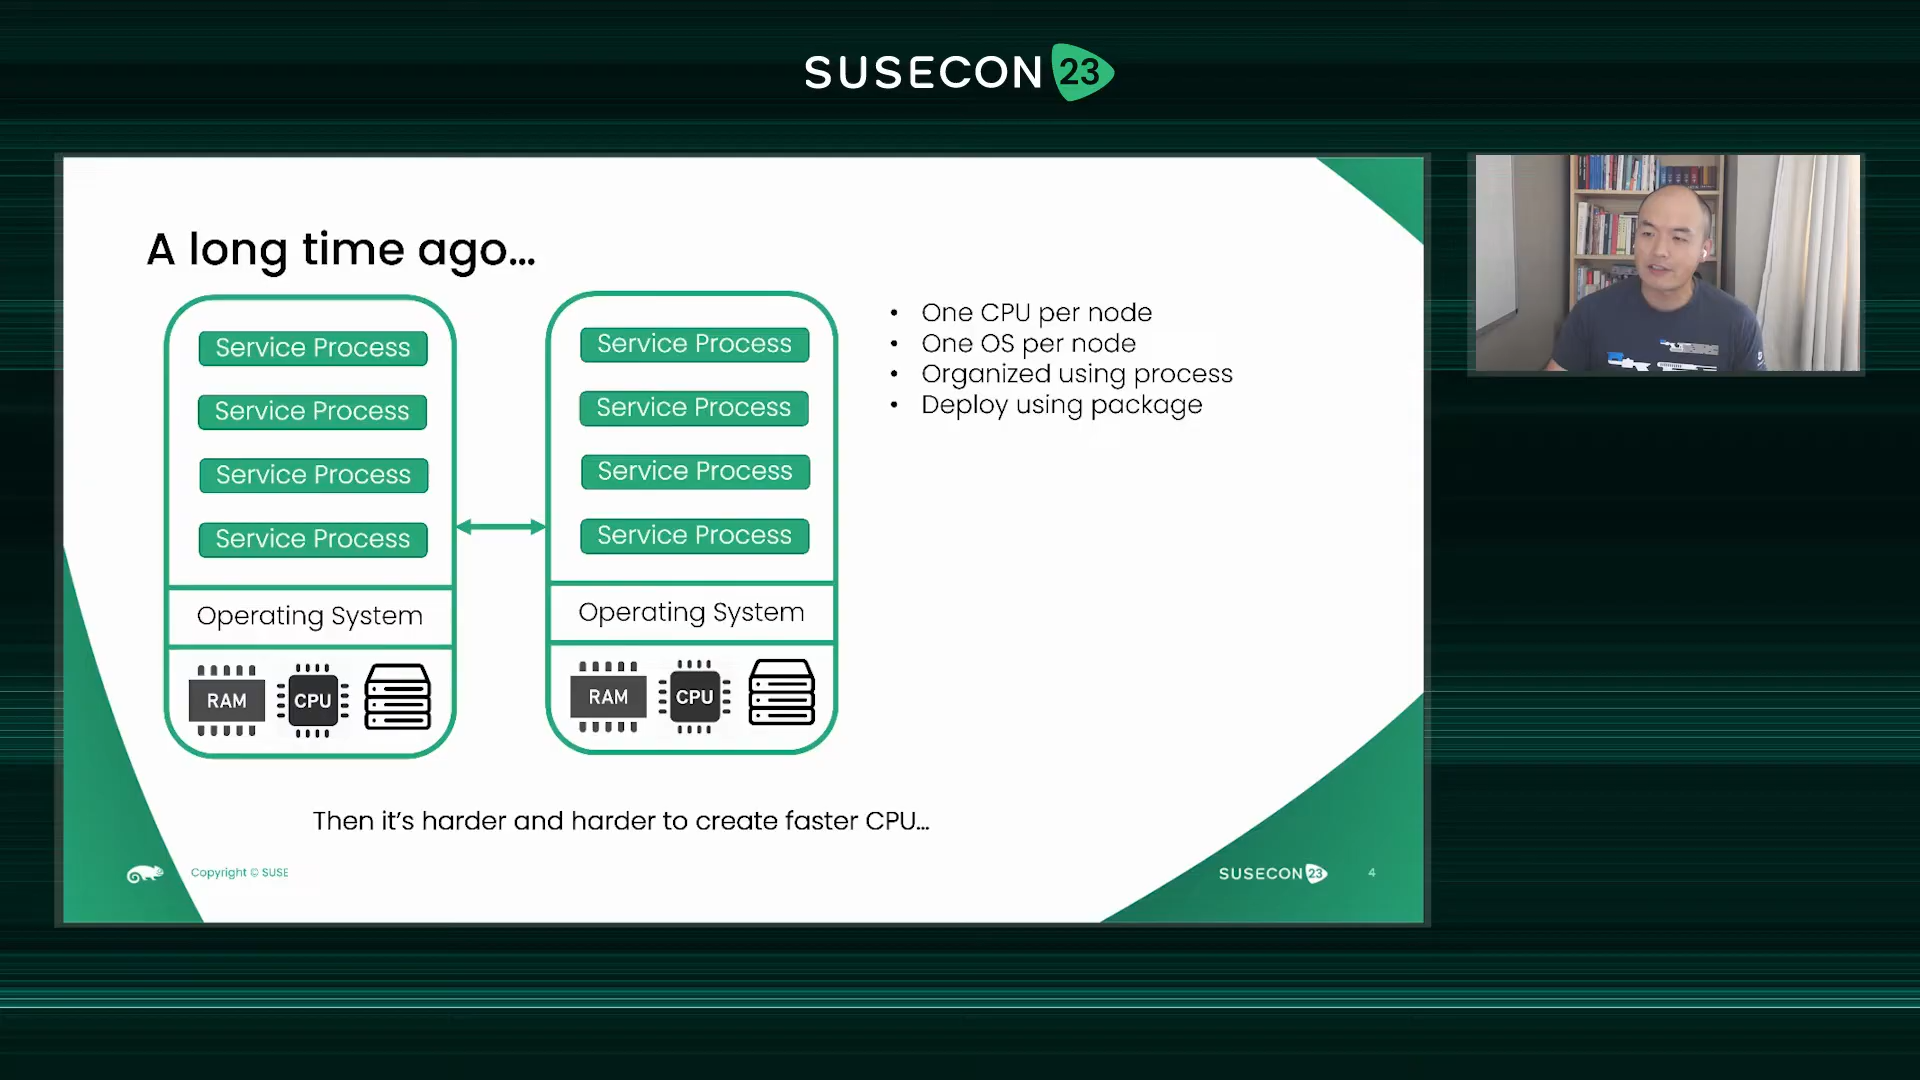 SUSECON 23
A long time ago...
Service Process
Service Process
Service Process
Service Process
Operating System
RAM
CPU
Service Process
Service Process
Service Process
Service Process
Operating System
RAM
CPU
• One CPU per node
• One OS per node
• Organized using process
• Deploy using package
Then it’s harder and harder to create faster CPU...
Copyright © SUSE
SUSECON 23
4